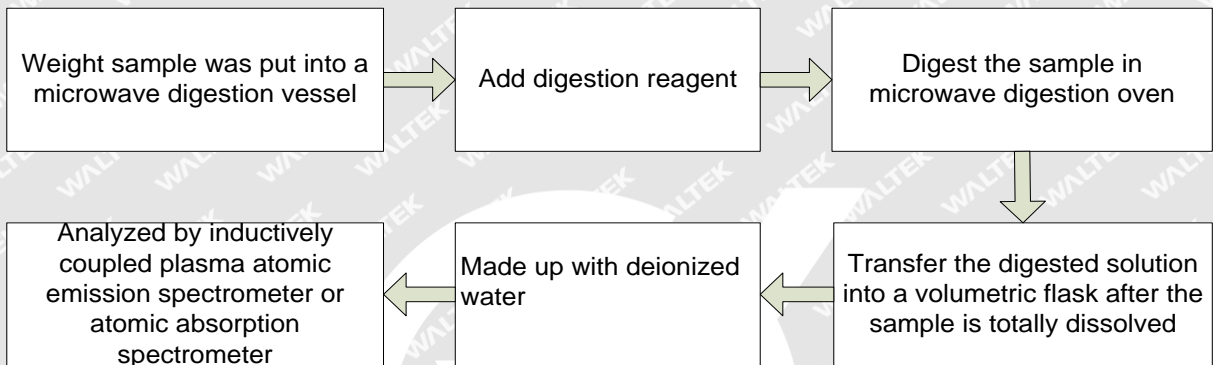 Weight sample was put into a
microwave digestion vessel
Add digestion reagent
Digest the sample in
microwave digestion oven
Transfer the digested solution
into a volumetric flask after the
sample is totally dissolved
Made up with deionized
water
Analyzed by inductively
coupled plasma atomic
emission spectrometer or
atomic absorption
spectrometer